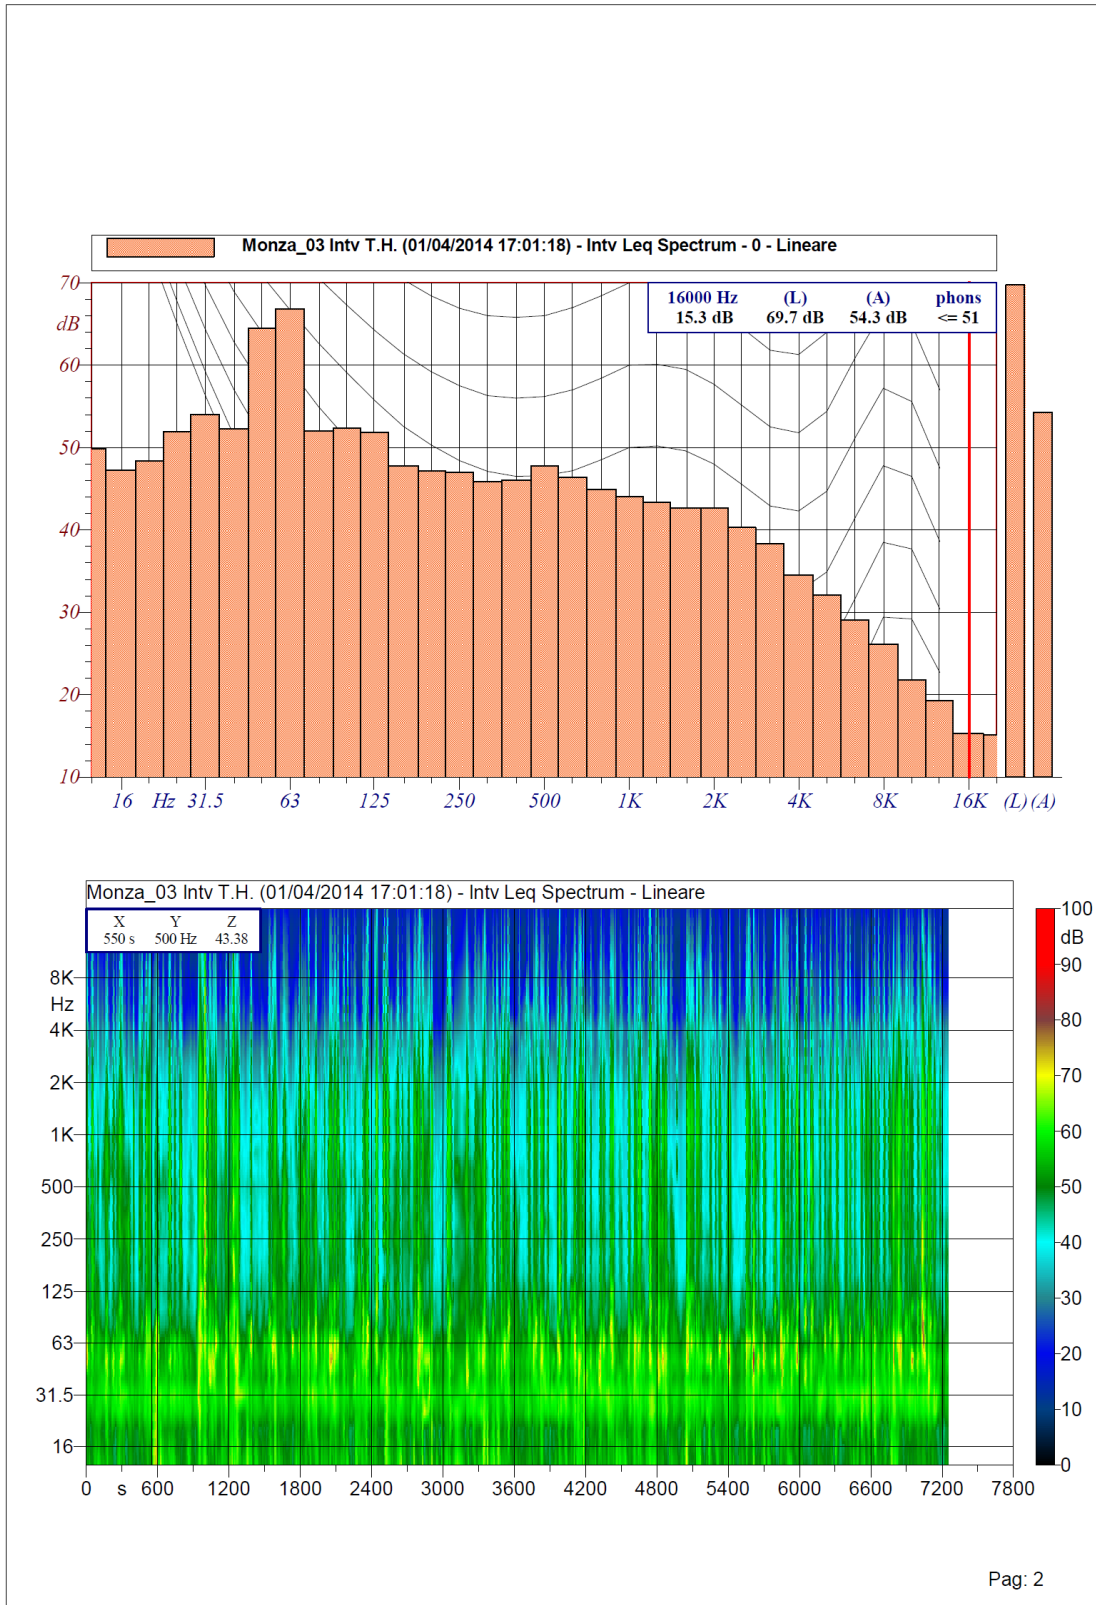 Monza_03 Intv T.H. (01/04/2014 17:01:18) - Intv Leq Spectrum - 0 - Lineare
70
dB
60
50
40
30
20
10
16000 Hz (L) (A) phons
15.3 dB 69.7 dB 54.3 dB <= 51
16 Hz 31.5 63 125 250 500 1K 2K 4K 8K 16K (L) (A)
Monza_03 Intv T.H. (01/04/2014 17:01:18) - Intv Leq Spectrum - Lineare
X Y Z
550 s 500 Hz 43.38
8K
Hz
4K
2K
1K
500
250
125
63
31.5
16
0 s 600 1200 1800 2400 3000 3600 4200 4800 5400 6000 6600 7200 7800
100
dB
90
80
70
60
50
40
30
20
10
0
Pag: 2